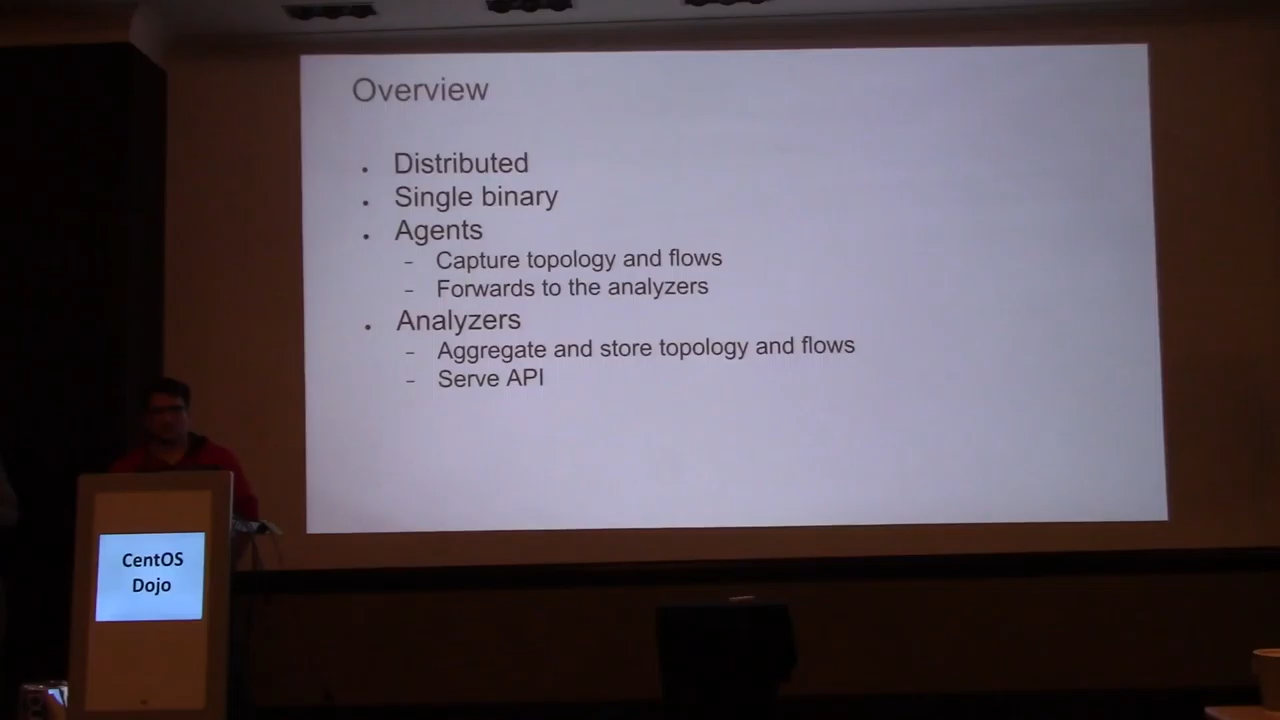 Overview
. Distributed
. Single binary
. Agents
- Capture topology and flows
- Forwards to the analyzers
. Analyzers
- Aggregate and store topology and flows
- Serve API
CentOS
Dojo